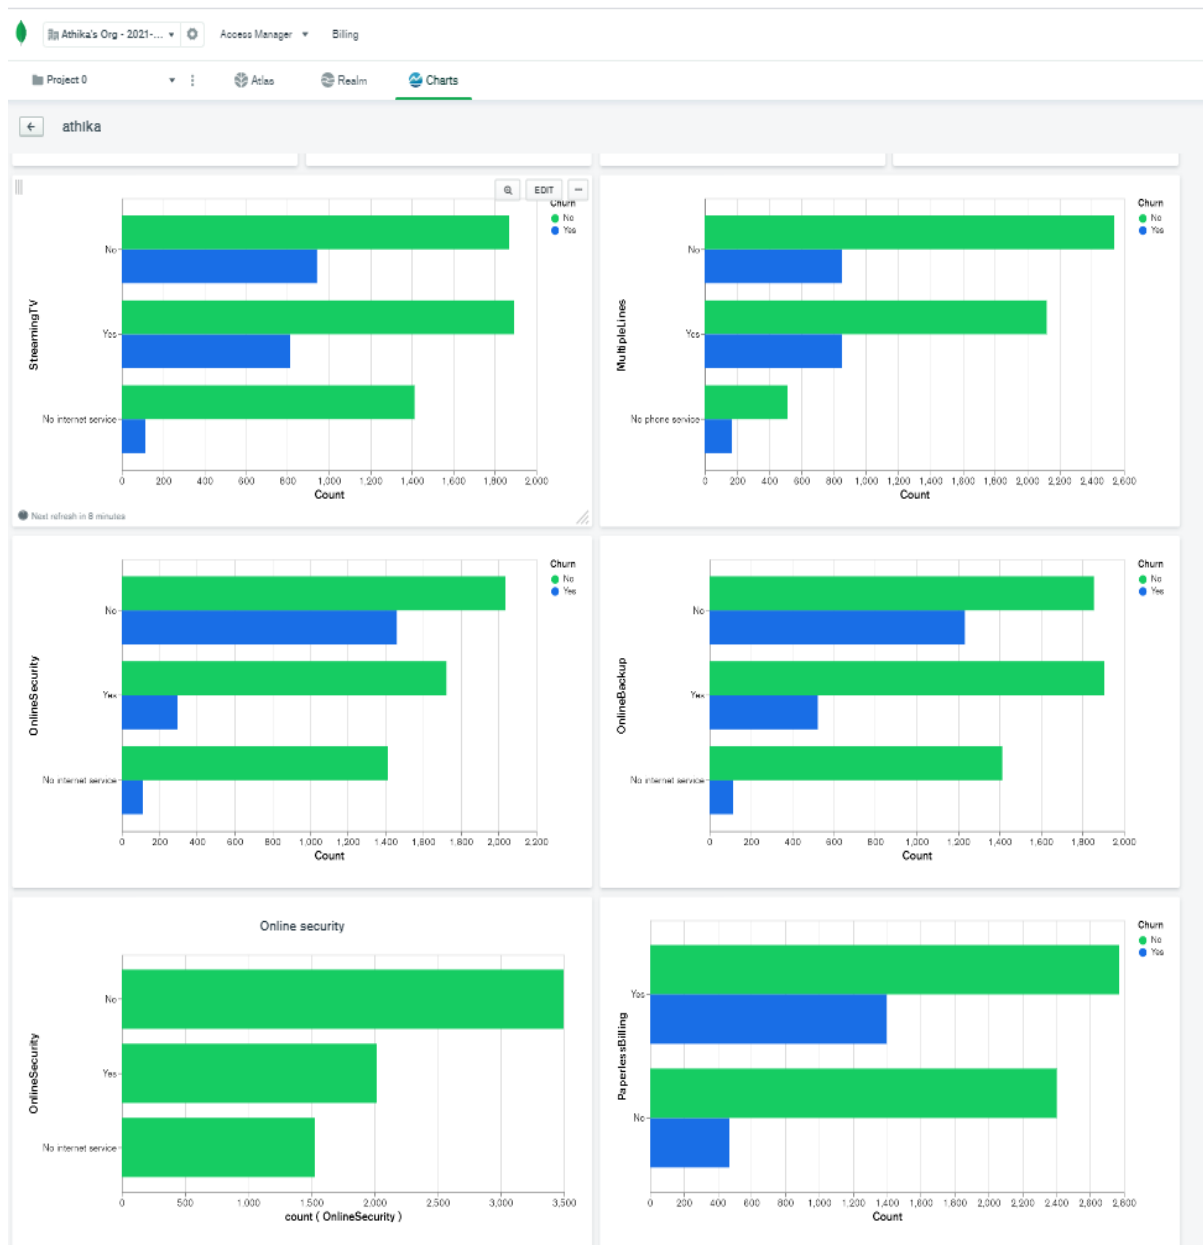 Athika's Org - 2021-...
Access Manager
Billing
Project 0
Atlas
Realm
Charts
athika
EDIT
Churn
No
Yes
StreamingTV
No
Yes
No internet service
0 200 400 600 800 1,000 1,200 1,400 1,600 1,800 2,000
Count
Next refresh in 8 minutes
Churn
No
Yes
MultipleLines
No
Yes
No phone service
0 200 400 600 800 1,000 1,200 1,400 1,600 1,800 2,000 2,200 2,400 2,600
Count
Churn
No
Yes
OnlineSecurity
No
Yes
No internet service
0 200 400 600 800 1,000 1,200 1,400 1,600 1,800 2,000 2,200
Count
Churn
No
Yes
OnlineBackup
No
Yes
No internet service
0 200 400 600 800 1,000 1,200 1,400 1,600 1,800 2,000
Count
Online security
OnlineSecurity
No
Yes
No internet service
0 500 1,000 1,500 2,000 2,500 3,000 3,500
count ( OnlineSecurity )
Churn
No
Yes
PaperlessBilling
Yes
No
0 200 400 600 800 1,000 1,200 1,400 1,600 1,800 2,000 2,200 2,400 2,600 2,800
Count